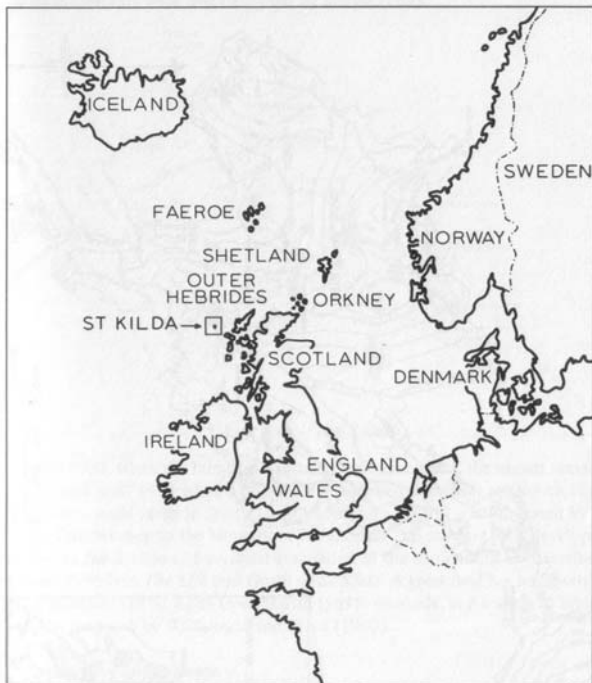 ICELAND
SWEDEN
FAEROE
NORWAY
SHETLAND
OUTER
HEBRIDES
ORKNEY
ST KILDA
SCOTLAND
DENMARK
IRELAND
ENGLAND
WALES